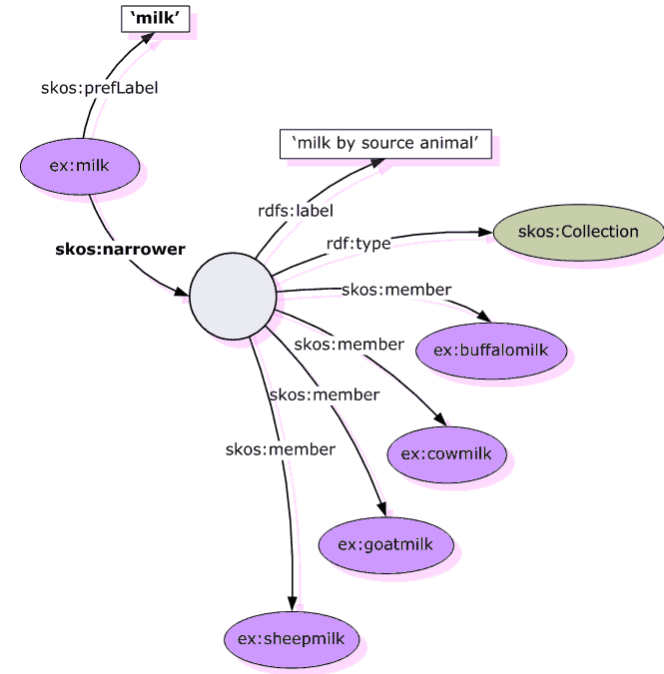 ‘milk’
skos:prefLabel
ex:milk
‘milk by source animal’
rdfs:label
skos:Collection
rdf:type
skos:narrower
skos:member
ex:buffalomilk
skos:member
skos:member
ex:cowmilk
skos:member
ex:goatmilk
ex:sheepmilk